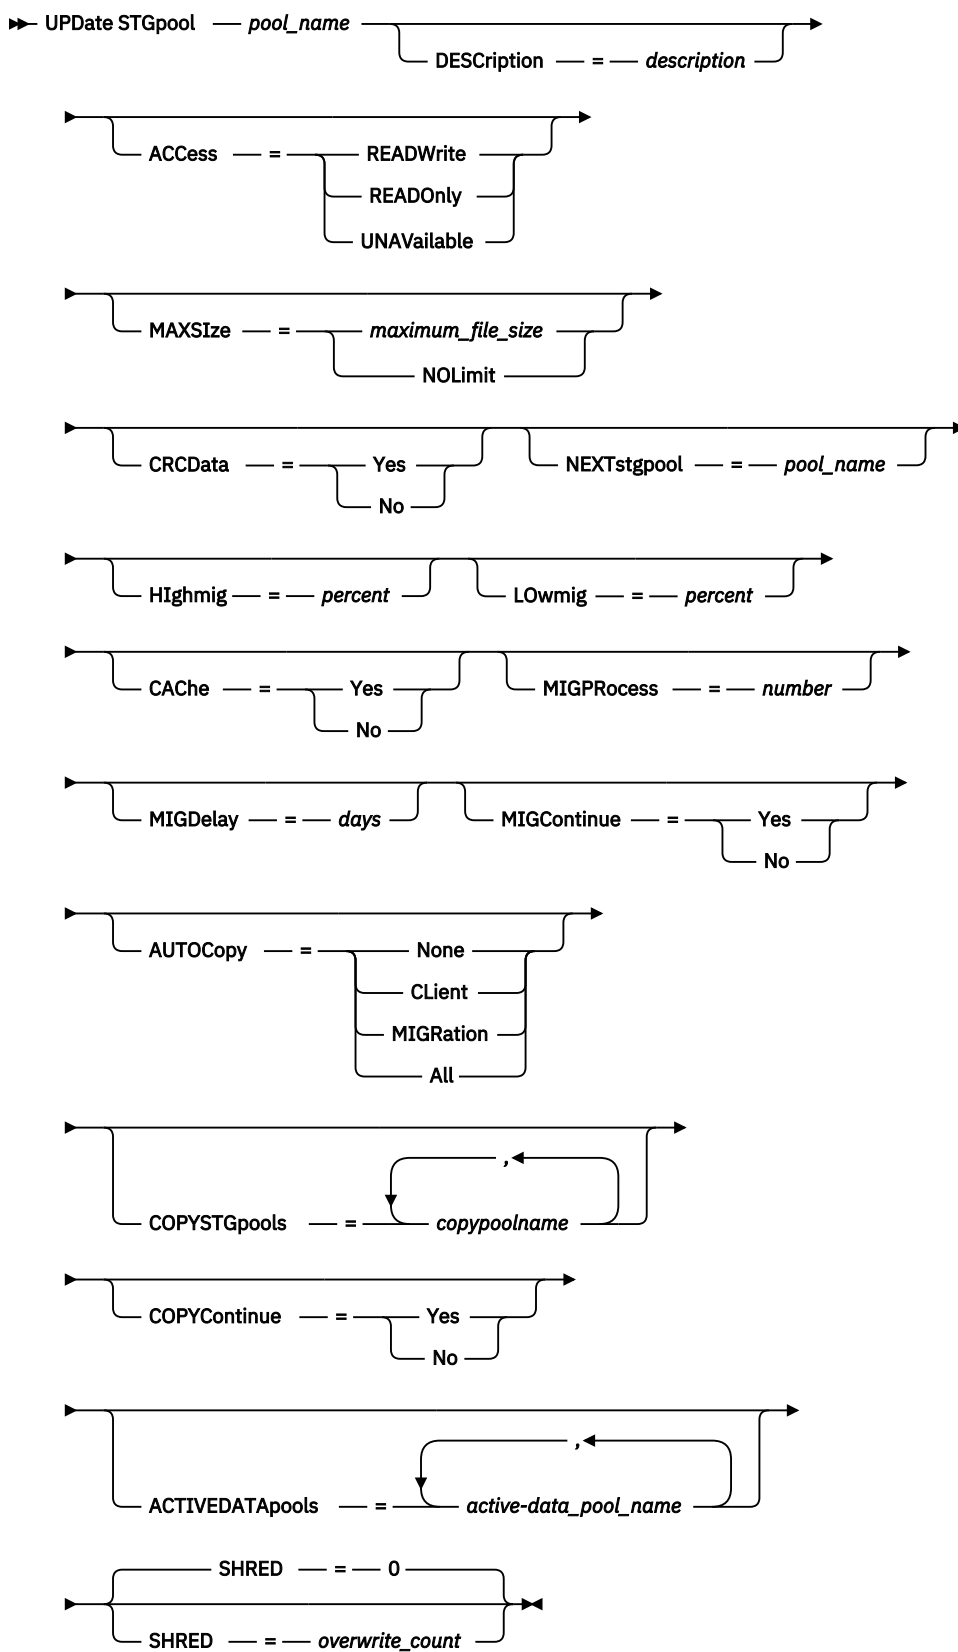 UPDate STGpool — pool_name
DESCription — = — description
ACCess — = — READWrite
READOnly
UNAVailable
MAXSIze — = — maximum_file_size
NOLimit
CRCData — = — Yes NEXTstgpool — = — pool_name
No
HIghmig — = — percent LOwmig — = — percent
CAChe — = — Yes MIGPRocess — = — number
No
MIGDelay — = — days MIGContinue — = — Yes
No
AUTOCopy — = — None
CLient
MIGRation
All
,
COPYSTGpools — = — copypoolname
COPYContinue — = — Yes
No
,
ACTIVEDATApools — = — active-data_pool_name
SHRED — = — 0
SHRED — = — overwrite_count